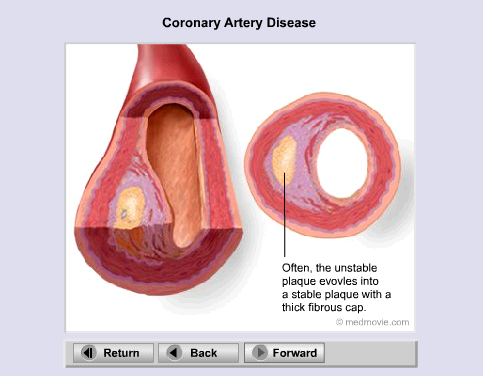 Coronary Artery Disease
Often, the unstable
plaque evovles into
a stable plaque with a
thick fibrous cap.
© medmovie.com
Return
Back
Forward